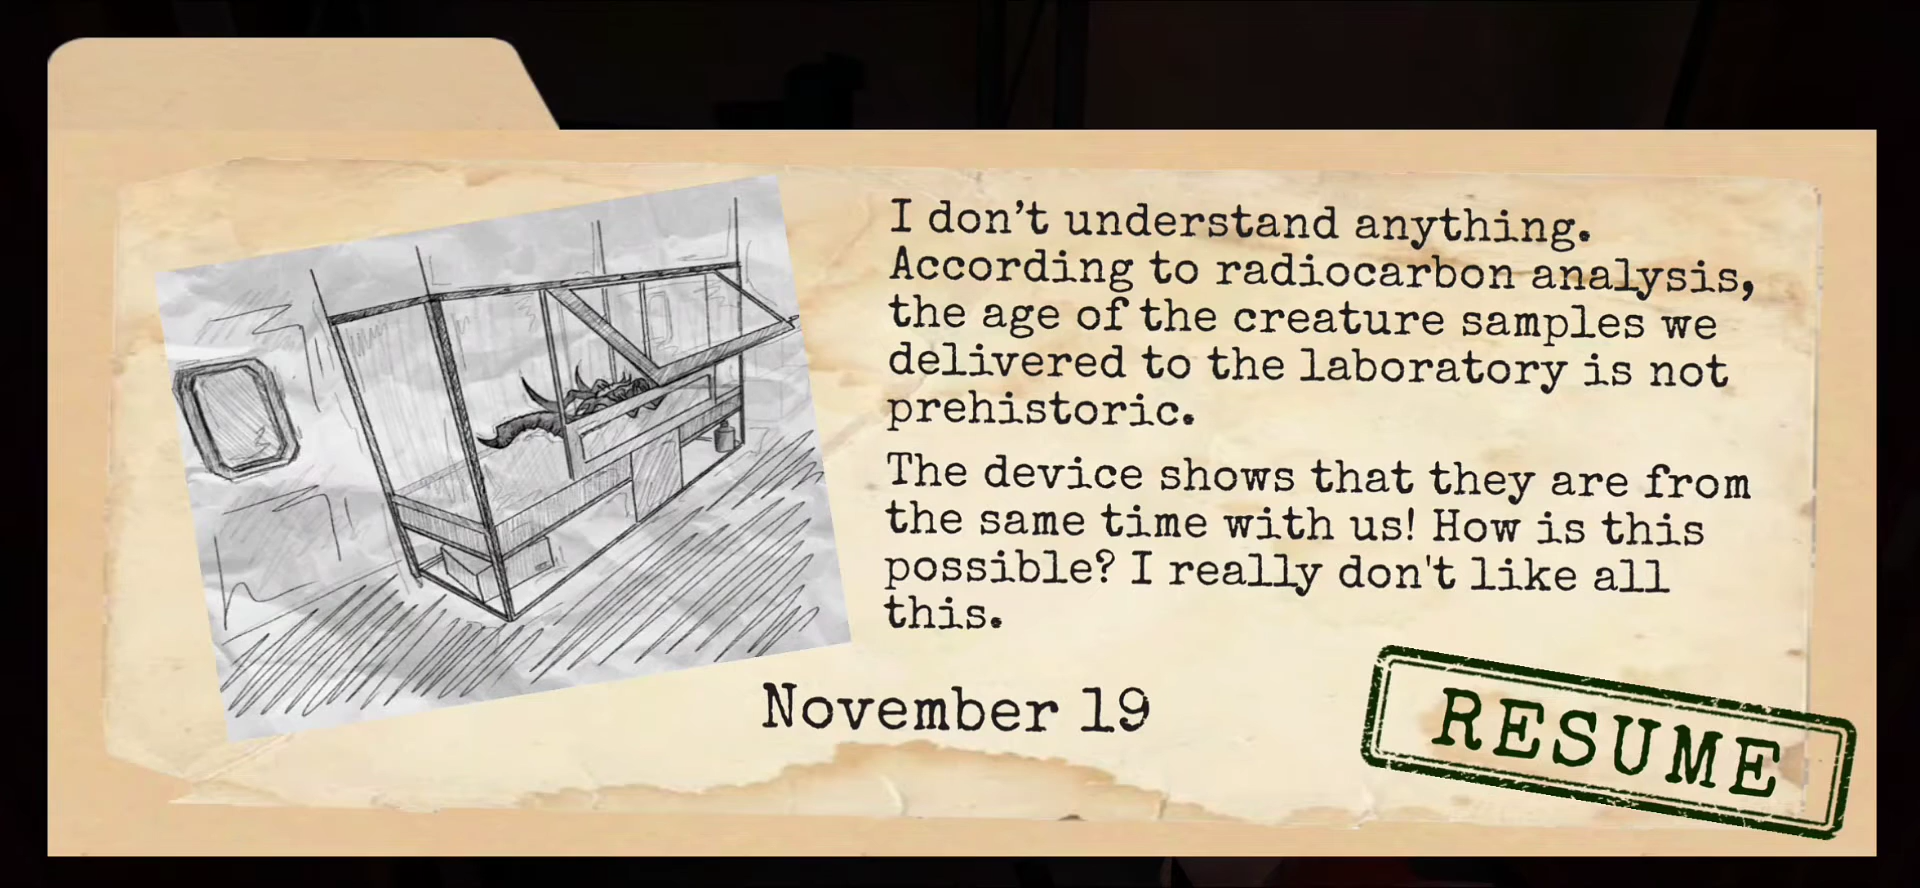 I don’t understand anything.
According to radiocarbon analysis,
the age of the creature samples we
delivered to the laboratory is not
prehistoric.
The device shows that they are from
the same time with us! How is this
possible? I really don't like all
this.
November 19
RESUME